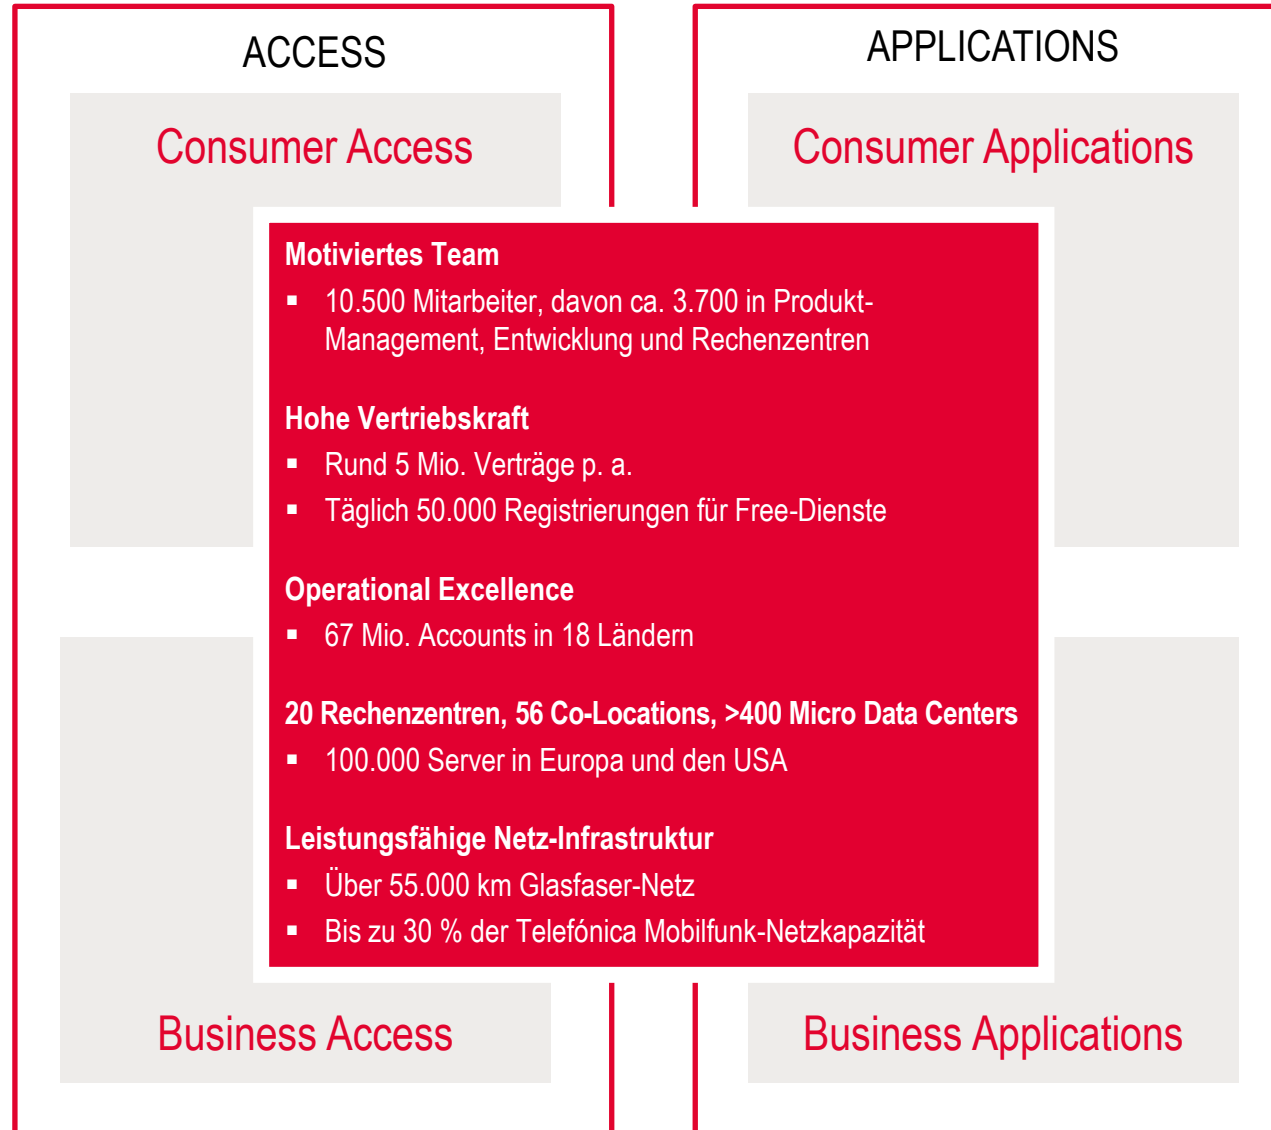 ACCESS
APPLICATIONS
Consumer Access
Consumer Applications
Motiviertes Team
▪ 10.500 Mitarbeiter, davon ca. 3.700 in Produkt-
Management, Entwicklung und Rechenzentren
Hohe Vertriebskraft
▪ Rund 5 Mio. Verträge p. a.
▪ Täglich 50.000 Registrierungen für Free-Dienste
Operational Excellence
▪ 67 Mio. Accounts in 18 Ländern
20 Rechenzentren, 56 Co-Locations, >400 Micro Data Centers
▪ 100.000 Server in Europa und den USA
Leistungsfähige Netz-Infrastruktur
▪ Über 55.000 km Glasfaser-Netz
▪ Bis zu 30 % der Telefónica Mobilfunk-Netzkapazität
Business Access
Business Applications